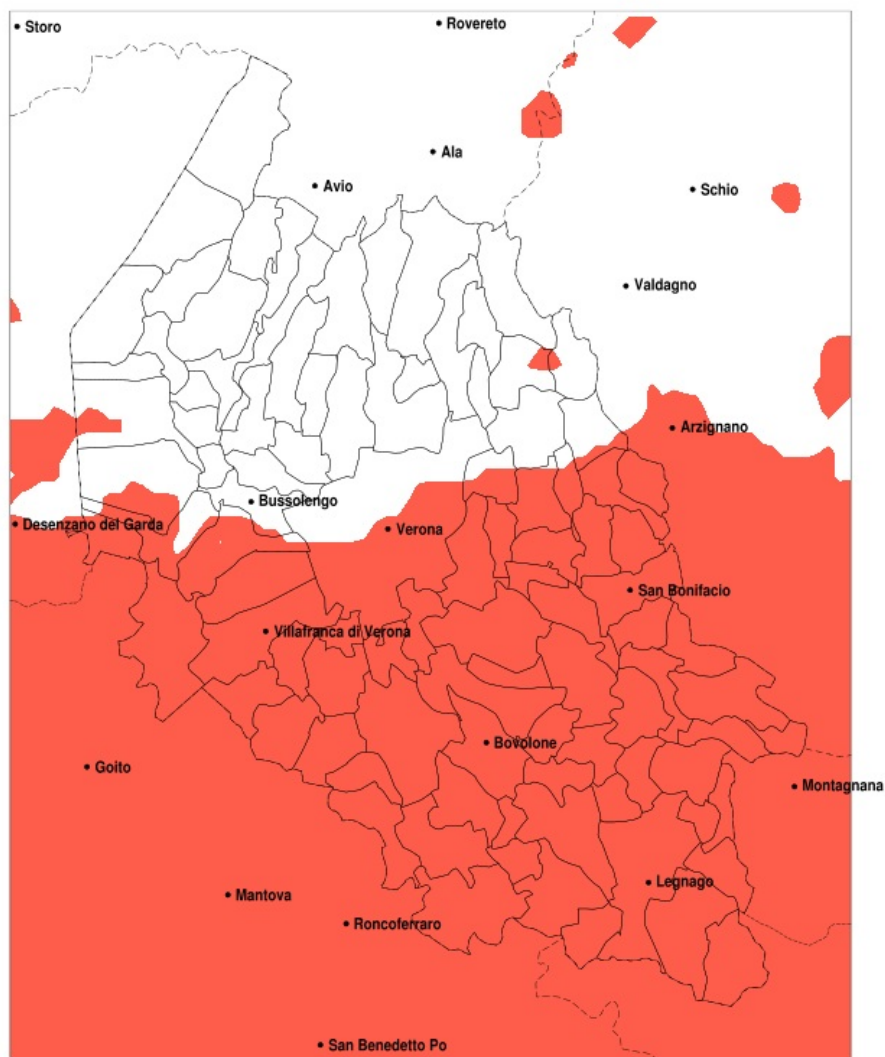 Storo
Rovereto
Ala
Avio
Schio
Valdagno
Arzignano
Bussolengo
Desenzano del Garda
Verona
San Bonifacio
Villafranca di Verona
Bovolone
Goito
Montagnana
Legnago
Mantova
Roncoferraro
San Benedetto Po